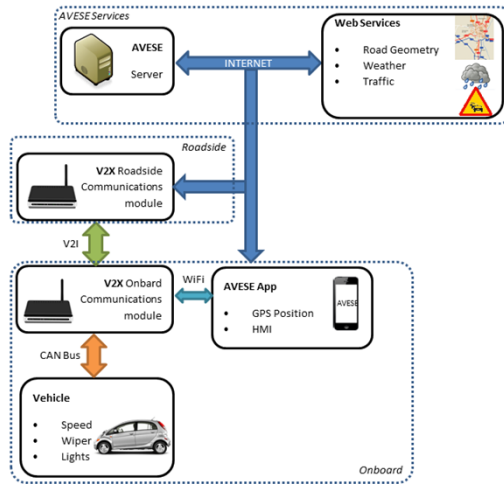 AVESE Services
AVESE
Server
INTERNET
Web Services
• Road Geometry
• Weather
• Traffic
Roadside
V2X Roadside
Communications
module
V2I
V2X Onbard
Communications
module
WiFi
AVESE App
• GPS Position
• HMI
AVESE
CAN Bus
Vehicle
• Speed
• Wiper
• Lights
Onboard